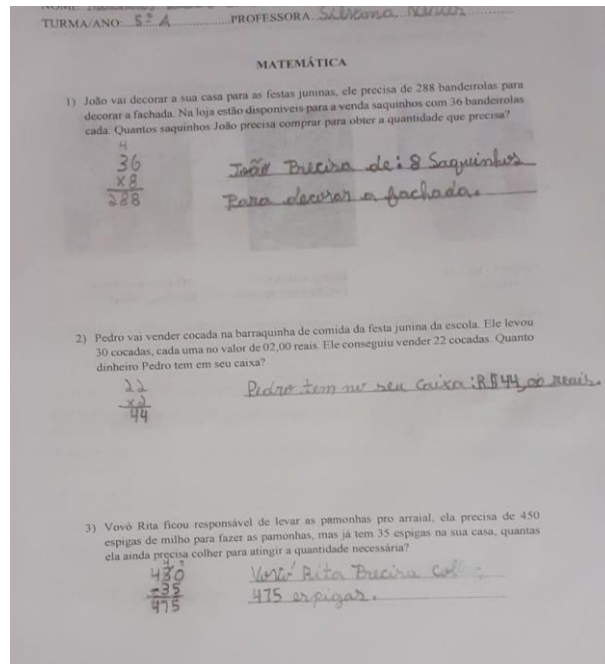 TURMA/ANO: 5º A PROFESSORA
MATEMÁTICA
1) João vai decorar a sua casa para as festas juninas, ele precisa de 288 bandeirolas para
decorar a fachada. Na loja estão disponíveis para a venda saquinhos com 36 bandeirolas
cada. Quantos saquinhos João precisa comprar para obter a quantidade que precisa?
4
36
x8
288
João Precisa de: 8 Saquinhos
Para decorar a fachada.
2) Pedro vai vender cocada na barraquinha de comida da festa junina da escola. Ele levou
30 cocadas, cada uma no valor de 02,00 reais. Ele conseguiu vender 22 cocadas. Quanto
dinheiro Pedro tem em seu caixa?
22
x2
44
Pedro tem no seu Caixa: R$ 44,00 reais.
3) Vovó Rita ficou responsável de levar as pamonhas pro arraial, ela precisa de 450
espigas de milho para fazer as pamonhas, mas já tem 35 espigas na sua casa, quantas
ela ainda precisa colher para atingir a quantidade necessária?
-35
475
Vovó Rita Precisa
475 espigas.